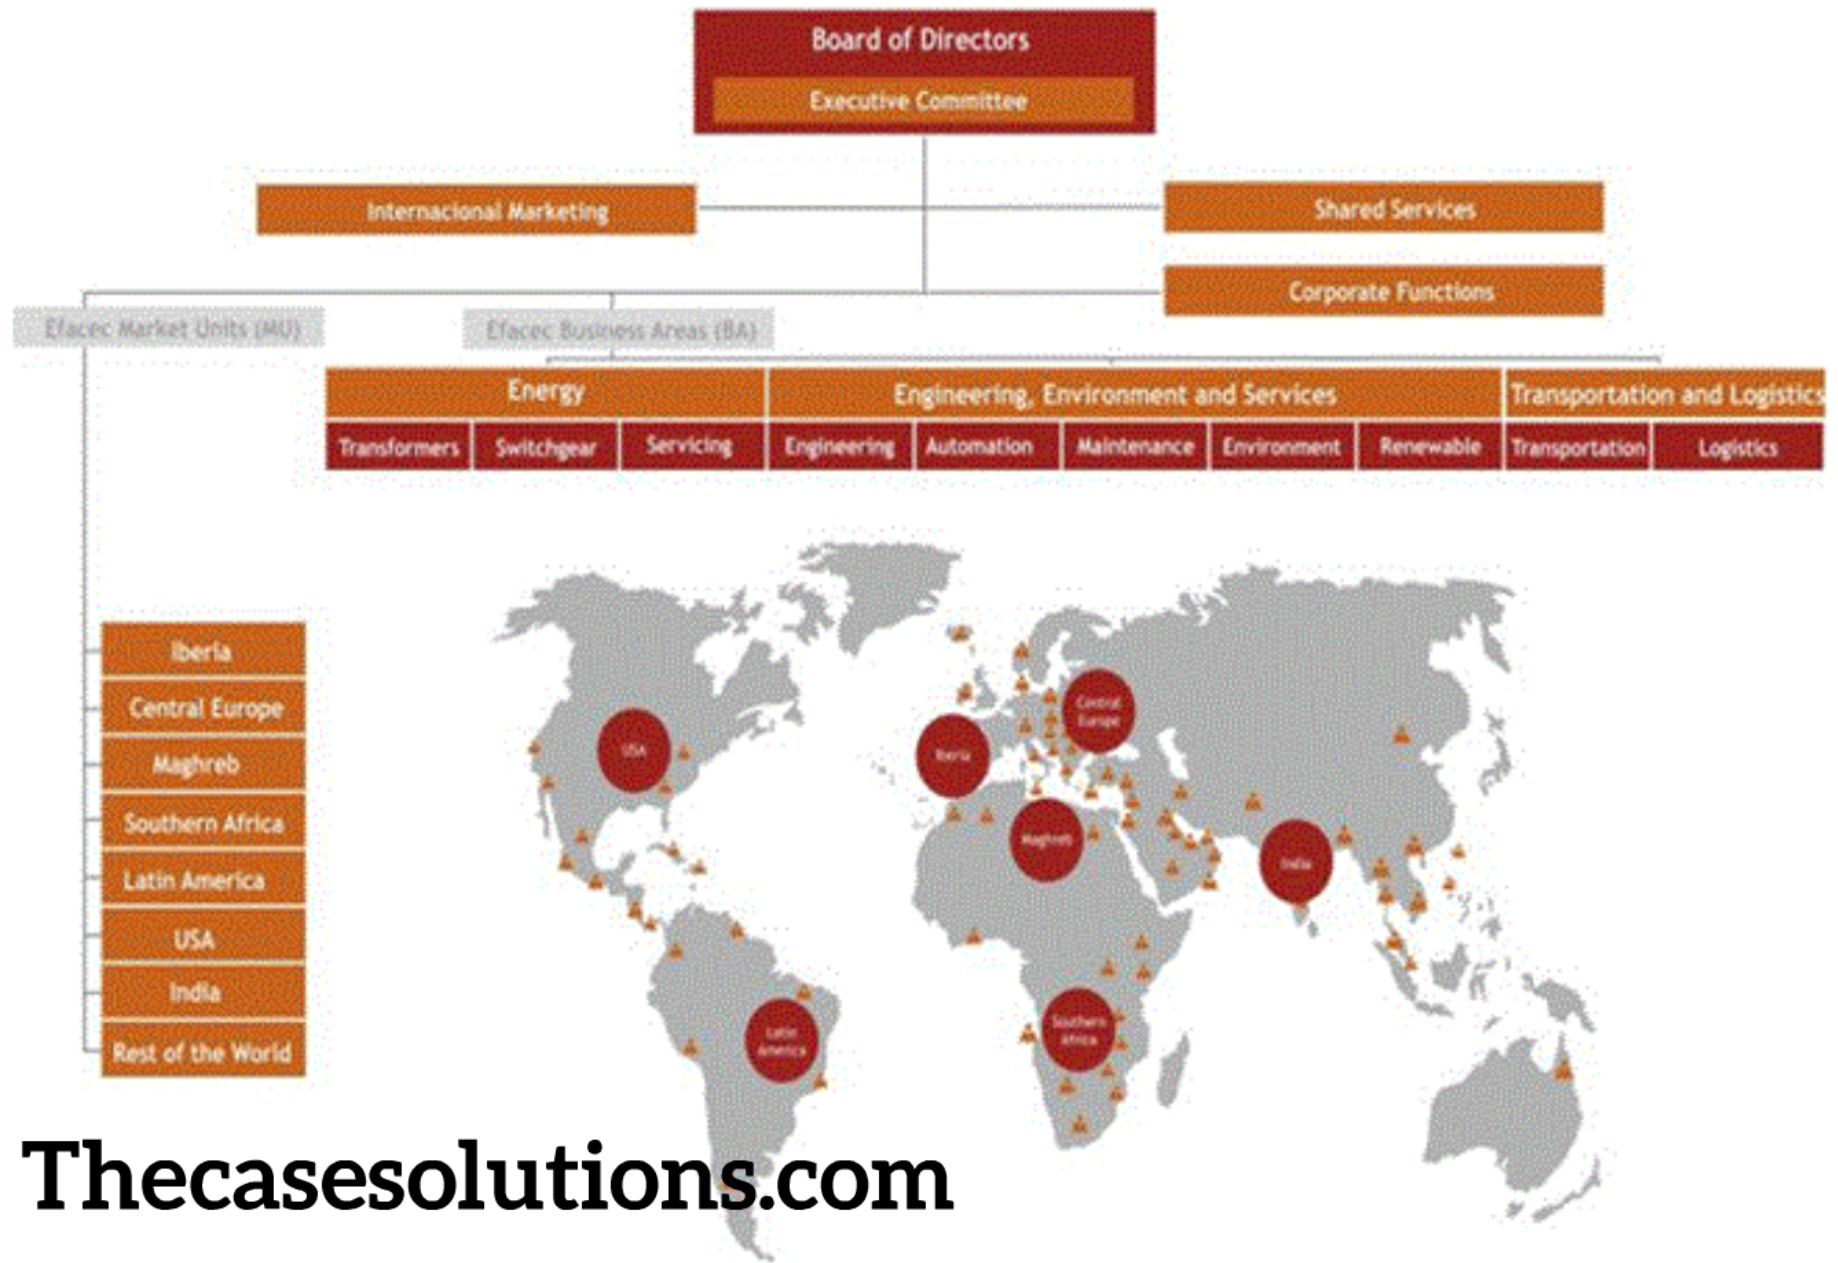 Board of Directors
Executive Committee
Internacional Marketing
Shared Services
Corporate Functions
Efacec Market Units (MU)
Efacec Business Areas (BA)
Energy
Engineering, Environment and Services
Transportation and Logistics
Transformers
Switchgear
Servicing
Engineering
Automation
Maintenance
Environment
Renewable
Transportation
Logistics
Iberia
Central Europe
Maghreb
Southern Africa
Latin America
USA
India
Rest of the World
Central
Europe
USA
Iberia
Maghreb
India
Southern
Africa
Latin
America
Thecasesolutions.com